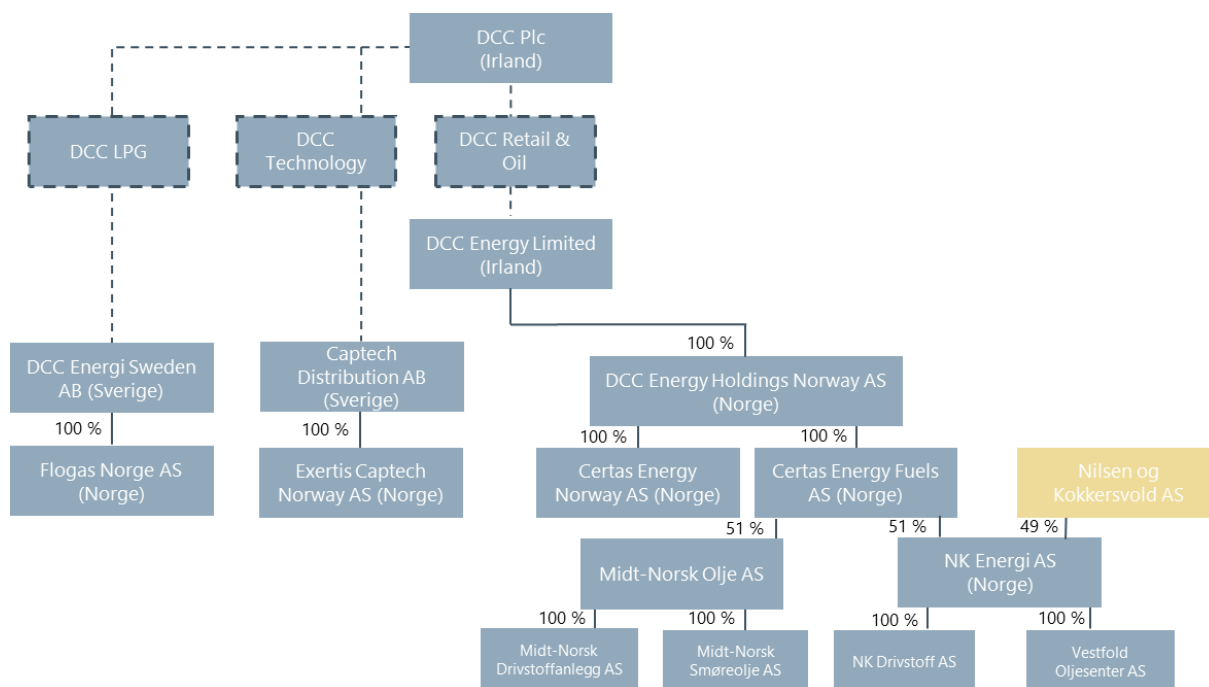 DCC Plc
(Irland)
DCC LPG
DCC
Technology
DCC Retail &
Oil
DCC Energy Limited
(Irland)
100 %
DCC Energi Sweden
AB (Sverige)
Captech
Distribution AB
(Sverige)
DCC Energy Holdings Norway AS
(Norge)
100 %
100 %
100 %
100 %
Flogas Norge AS
(Norge)
Exertis Captech
Norway AS (Norge)
Certas Energy
Norway AS (Norge)
Certas Energy Fuels
AS (Norge)
Nilsen og
Kokkersvold AS
51 %
51 %
49 %
Midt-Norsk Olje AS
NK Energi AS
(Norge)
100 %
100 %
100 %
100 %
Midt-Norsk
Drivstoffanlegg AS
Midt-Norsk
Smøreolje AS
NK Drivstoff AS
Vestfold
Oljesenter AS